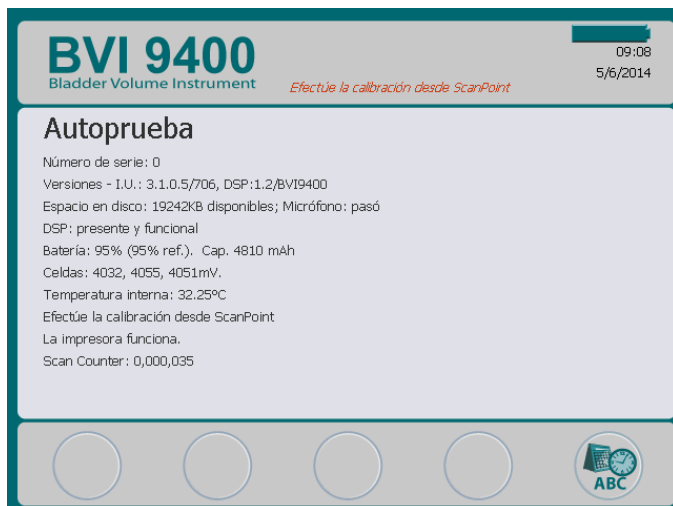 BVI 9400
Bladder Volume Instrument
Efectúe la calibración desde ScanPoint
09:08
5/6/2014
Autoprueba
Número de serie: 0
Versiones - I.U.: 3.1.0.5/706, DSP:1.2/BVI9400
Espacio en disco: 19242KB disponibles; Micrófono: pasó
DSP: presente y funcional
Batería: 95% (95% ref.). Cap. 4810 mAh
Celdas: 4032, 4055, 4051mV.
Temperatura interna: 32.25ºC
Efectúe la calibración desde ScanPoint
La impresora funciona.
Scan Counter: 0,000,035
ABC